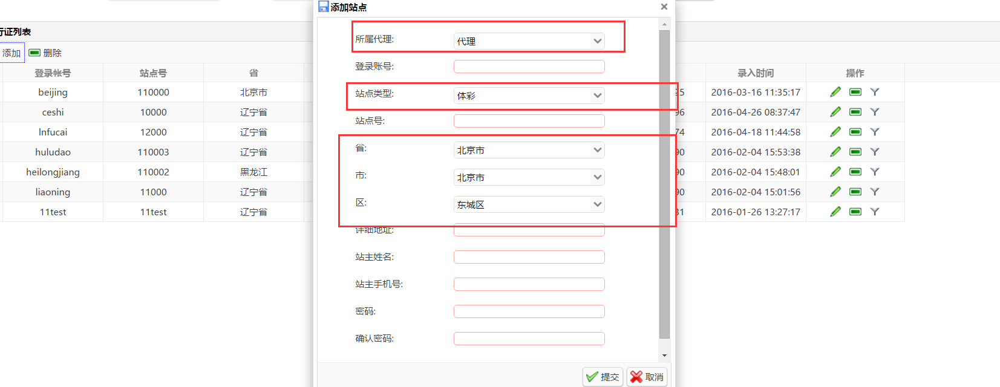 添加站点
行证列表
添加 删除
登录帐号 站点号 省 录入时间 操作
beijing 110000 北京市 25 2016-03-16 11:35:17
ceshi 10000 辽宁省 96 2016-04-26 08:37:47
lnfucai 12000 辽宁省 74 2016-04-18 11:44:58
huludao 110003 辽宁省 90 2016-02-04 15:53:38
heilongjiang 110002 黑龙江 90 2016-02-04 15:48:01
liaoning 11000 辽宁省 90 2016-02-04 15:01:56
11test 11test 辽宁省 31 2016-01-26 13:27:17
所属代理: 代理
登录账号:
站点类型: 体彩
站点号:
省: 北京市
市: 北京市
区: 东城区
详细地址:
站主姓名:
站主手机号:
密码:
确认密码:
提交 取消